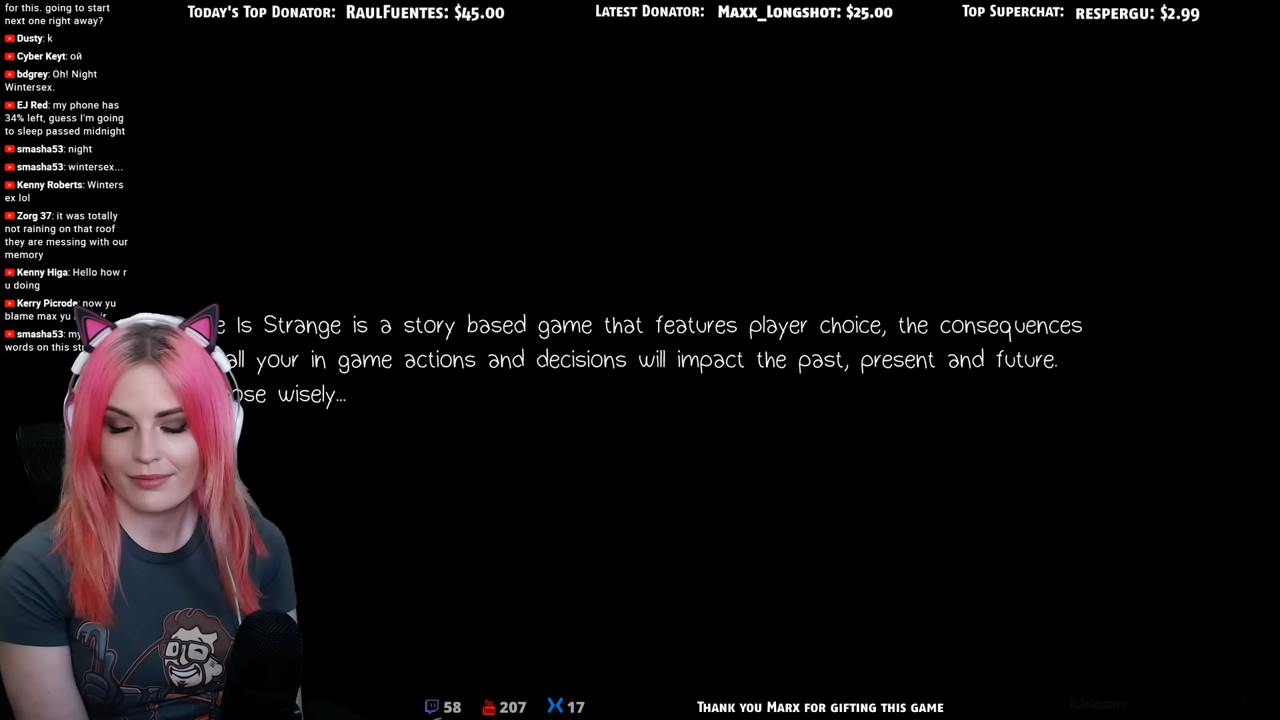 Today's Top Donator: RaulFuentes: $45.00
Latest Donator: Maxx_Longshot: $25.00
Top Superchat: respergu: $2.99
for this. going to start
next one right away?
Dusty: k
Cyber Keyt: ой
bdgrey: Oh! Night
Wintersex.
EJ Red: my phone has
34% left, guess I'm going
to sleep passed midnight
smasha53: night
smasha53: wintersex...
Kenny Roberts: Winters
ex lol
Zorg 37: it was totally
not raining on that roof
they are messing with our
memory
Kenny Higa: Hello how r
u doing
Kerry Picrode: now yu
blame max yu
smasha53:
words on this
Is Strange is a story based game that features player choice, the consequences
all your in game actions and decisions will impact the past, present and future.
wisely...
58
207
17
Thank you Marx for gifting this game
Welcome